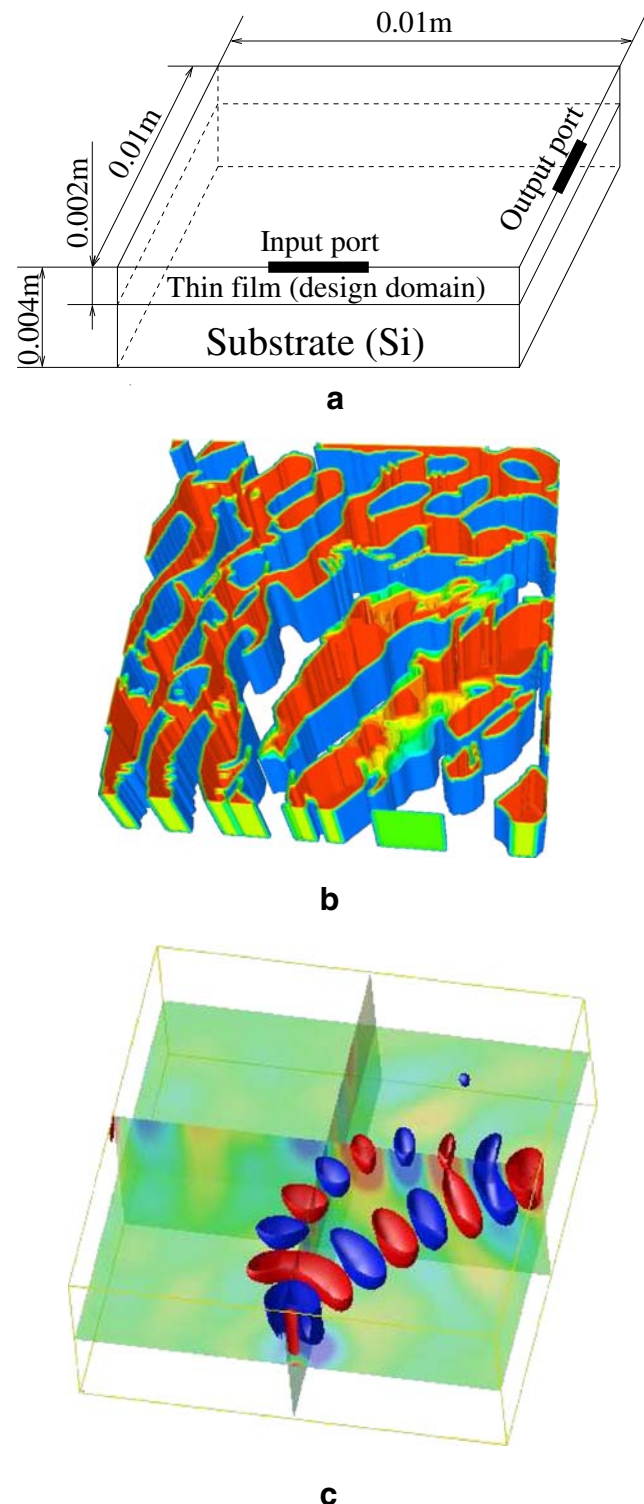 0.01m
0.01m
0.002m
0.004m
Output port
Input port
Thin film (design domain)
Substrate (Si)
a
b
c